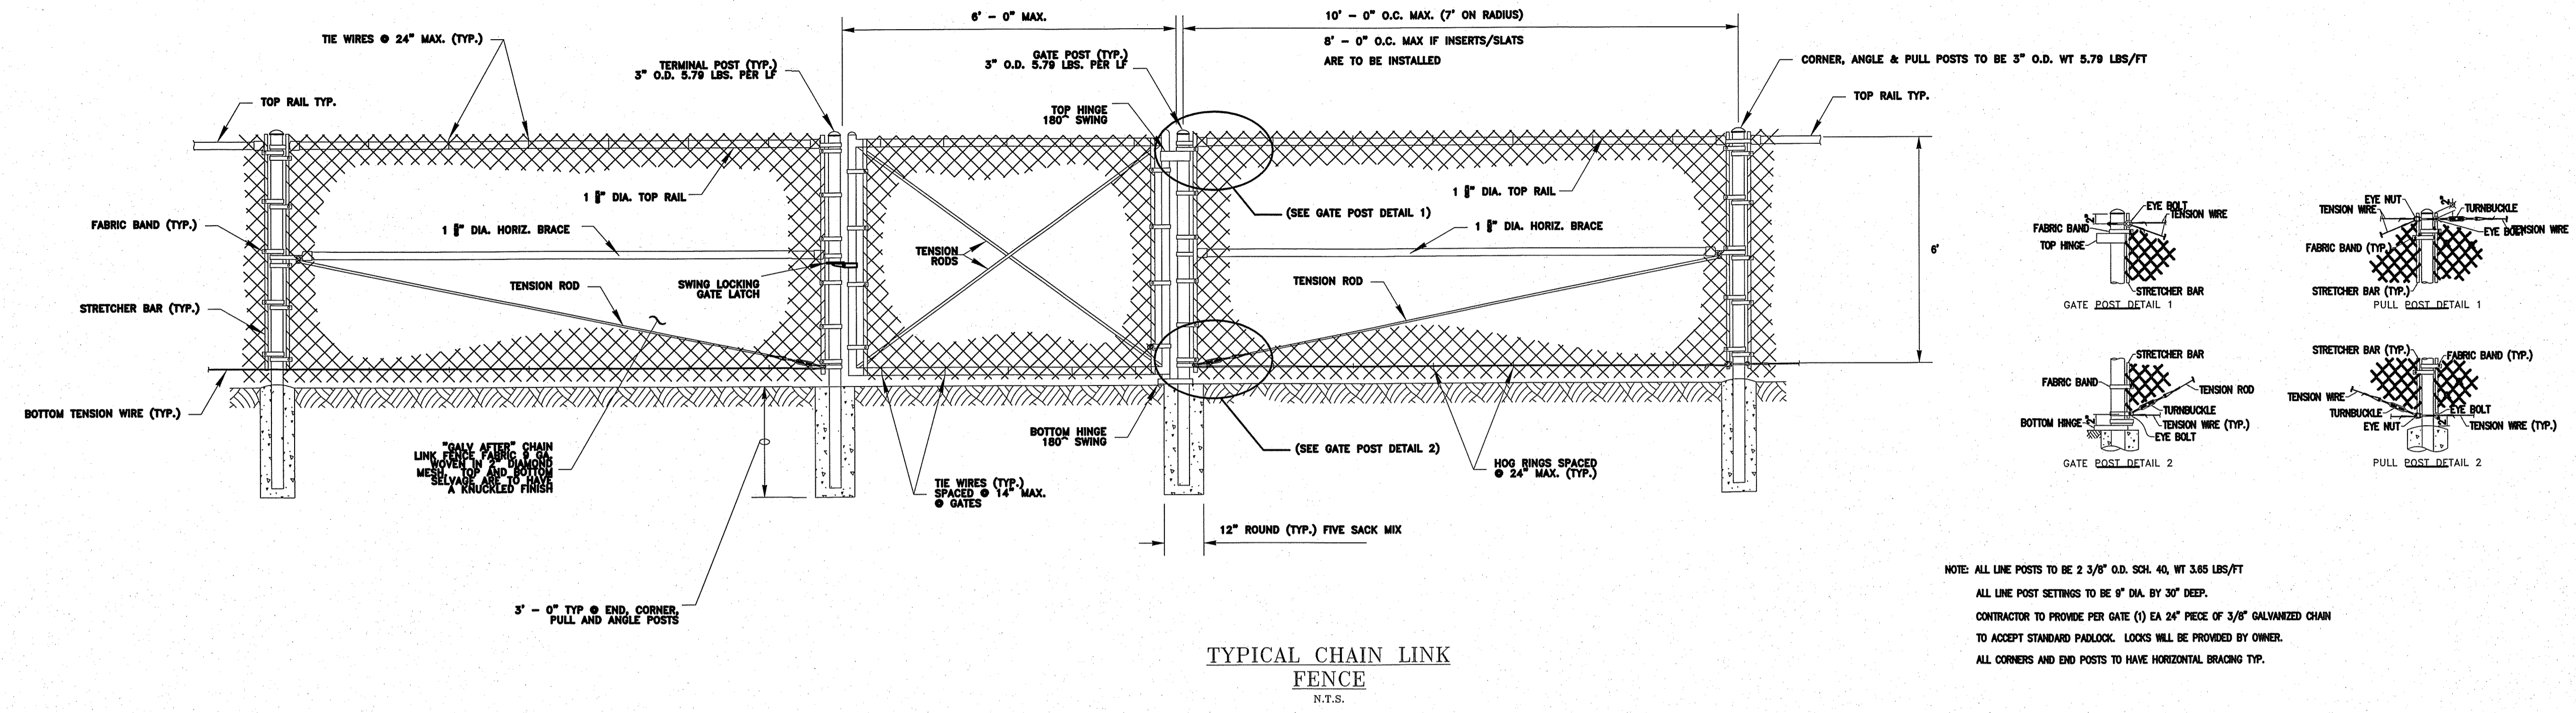 6' - 0" MAX.
10' - 0" O.C. MAX. (7' ON RADIUS)
8' - 0" O.C. MAX IF INSERTS/SLATS
ARE TO BE INSTALLED
TIE WIRES @ 24" MAX. (TYP.)
TERMINAL POST (TYP.)
3" O.D. 5.79 LBS. PER LF
GATE POST (TYP.)
3" O.D. 5.79 LBS. PER LF
CORNER, ANGLE & PULL POSTS TO BE 3" O.D. WT 5.79 LBS/FT
TOP RAIL TYP.
TOP HINGE
180^ SWING
TOP RAIL TYP.
1 5/8" DIA. TOP RAIL
1 5/8" DIA. TOP RAIL
(SEE GATE POST DETAIL 1)
FABRIC BAND (TYP.)
1 5/8" DIA. HORIZ. BRACE
1 5/8" DIA. HORIZ. BRACE
TENSION
RODS
6'
SWING LOCKING
GATE LATCH
TENSION ROD
TENSION ROD
STRETCHER BAR (TYP.)
BOTTOM TENSION WIRE (TYP.)
"GALV AFTER" CHAIN
LINK FENCE FABRIC 9 GA.
WOVEN IN 2" DIAMOND
MESH. TOP AND BOTTOM
SELVAGE ARE TO HAVE
A KNUCKLED FINISH
BOTTOM HINGE
180^ SWING
(SEE GATE POST DETAIL 2)
HOG RINGS SPACED
@ 24" MAX. (TYP.)
TIE WIRES (TYP.)
SPACED @ 14" MAX.
@ GATES
12" ROUND (TYP.) FIVE SACK MIX
3' - 0" TYP @ END, CORNER,
PULL AND ANGLE POSTS
TYPICAL CHAIN LINK
FENCE
N.T.S.
2"
EYE BOLT
TENSION WIRE
FABRIC BAND
TOP HINGE
STRETCHER BAR
GATE POST DETAIL 1
EYE NUT
2"
TENSION WIRE
TURNBUCKLE
EYE BOLT
TENSION WIRE
FABRIC BAND (TYP.)
STRETCHER BAR (TYP.)
PULL POST DETAIL 1
STRETCHER BAR
FABRIC BAND
TENSION ROD
TURNBUCKLE
BOTTOM HINGE
2"
TENSION WIRE (TYP.)
EYE BOLT
GATE POST DETAIL 2
STRETCHER BAR (TYP.)
FABRIC BAND (TYP.)
TENSION WIRE
TURNBUCKLE
EYE BOLT
EYE NUT
2"
TENSION WIRE (TYP.)
PULL POST DETAIL 2
NOTE: ALL LINE POSTS TO BE 2 3/8" O.D. SCH. 40, WT 3.65 LBS/FT
ALL LINE POST SETTINGS TO BE 9" DIA. BY 30" DEEP.
CONTRACTOR TO PROVIDE PER GATE (1) EA 24" PIECE OF 3/8" GALVANIZED CHAIN
TO ACCEPT STANDARD PADLOCK. LOCKS WILL BE PROVIDED BY OWNER.
ALL CORNERS AND END POSTS TO HAVE HORIZONTAL BRACING TYP.